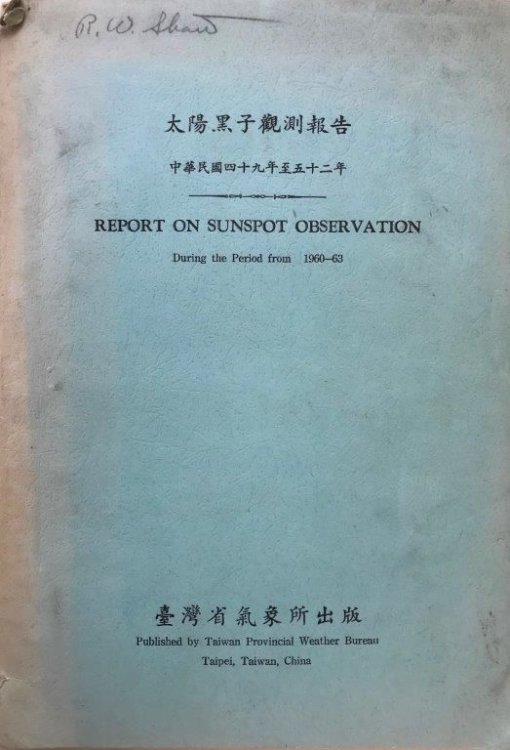 R. W. Shaw
太陽黑子觀測報告
中華民國四十九年至五十二年
REPORT ON SUNSPOT OBSERVATION
During the Period from 1960—63
臺灣省氣象所出版
Published by Taiwan Provincial Weather Bureau
Taipei, Taiwan, China